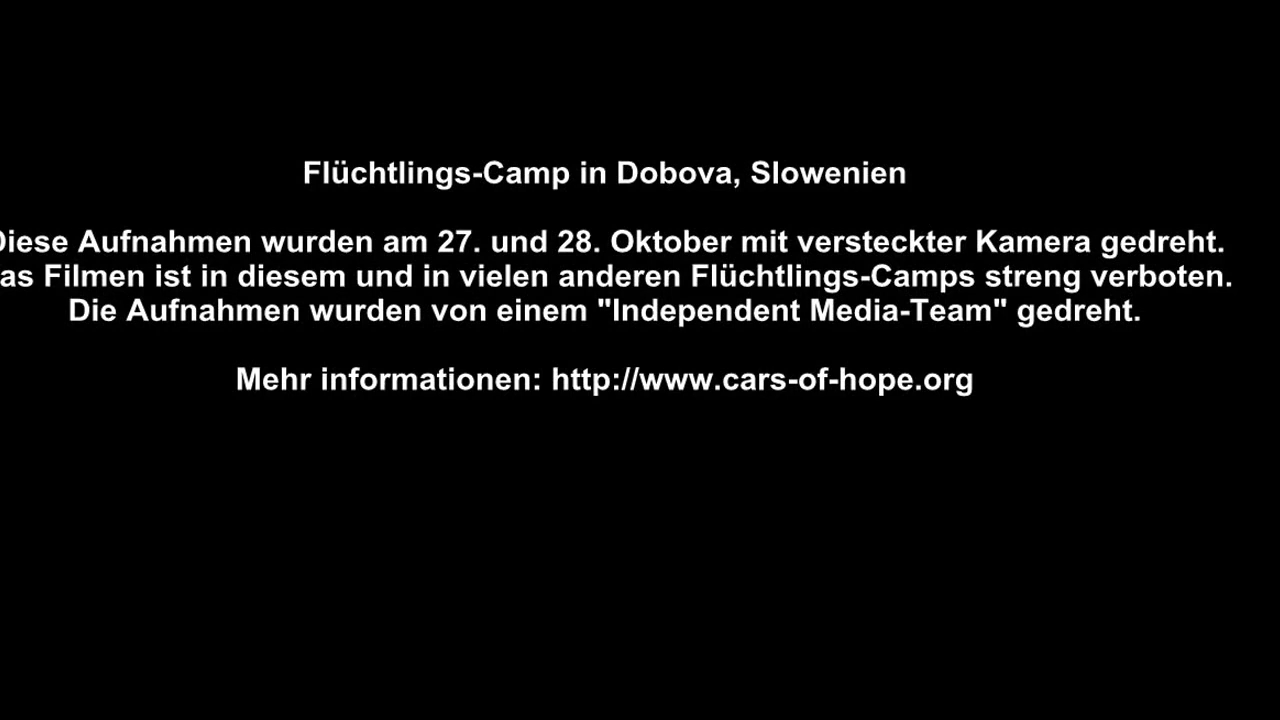 Flüchtlings-Camp in Dobova, Slowenien
Diese Aufnahmen wurden am 27. und 28. Oktober mit versteckter Kamera gedreht.
as Filmen ist in diesem und in vielen anderen Flüchtlings-Camps streng verboten.
Die Aufnahmen wurden von einem "Independent Media-Team" gedreht.
Mehr informationen: http://www.cars-of-hope.org